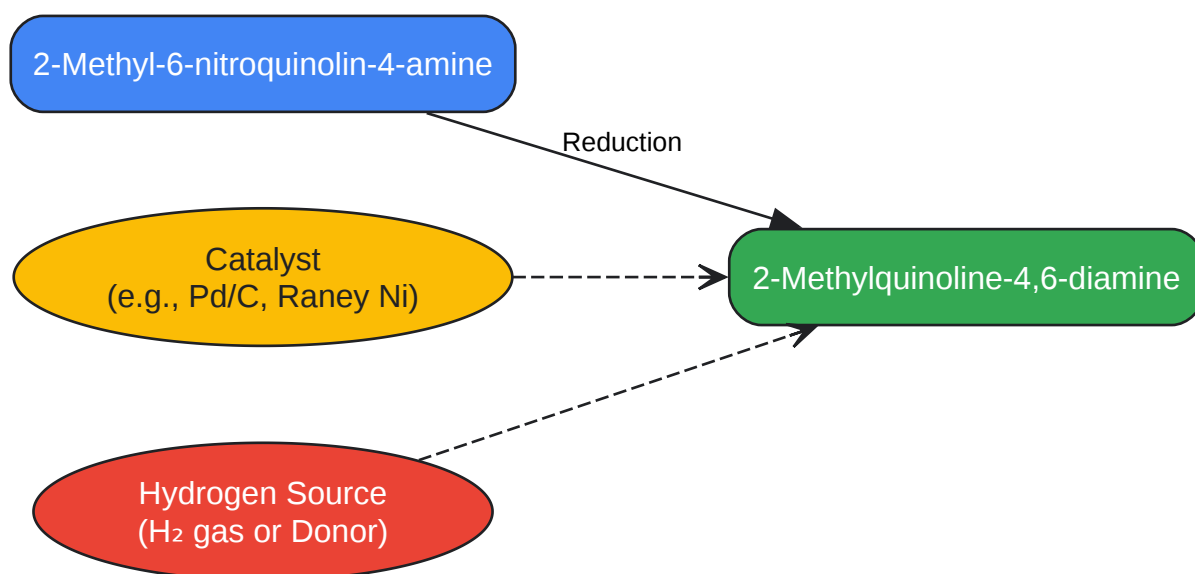 2-Methyl-6-nitroquinolin-4-amine
Reduction
Catalyst
(e.g., Pd/C, Raney Ni)
2-Methylquinoline-4,6-diamine
Hydrogen Source
(H₂ gas or Donor)